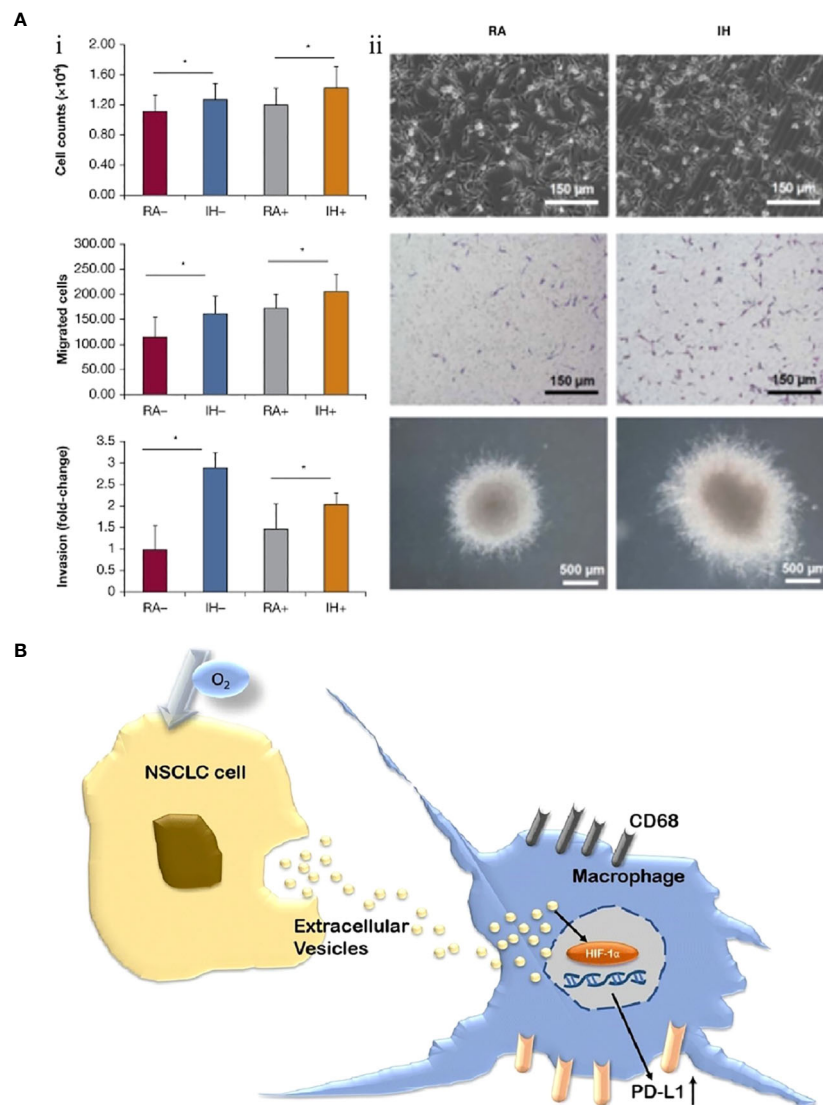 A
i
ii
RA
IH
Cell counts (×10⁴)
2.00
1.60
1.20
0.80
0.40
0.00
*
*
RA–
IH–
RA+
IH+
150 µm
150 µm
Migrated cells
300.00
250.00
200.00
150.00
100.00
50.00
0.00
*
*
RA–
IH–
RA+
IH+
150 µm
150 µm
Invasion (fold-change)
3.5
3
2.5
2
1.5
1
0.5
0
*
*
RA–
IH–
RA+
IH+
500 µm
500 µm
B
O₂
NSCLC cell
CD68
Macrophage
Extracellular
Vesicles
HIF-1α
PD-L1